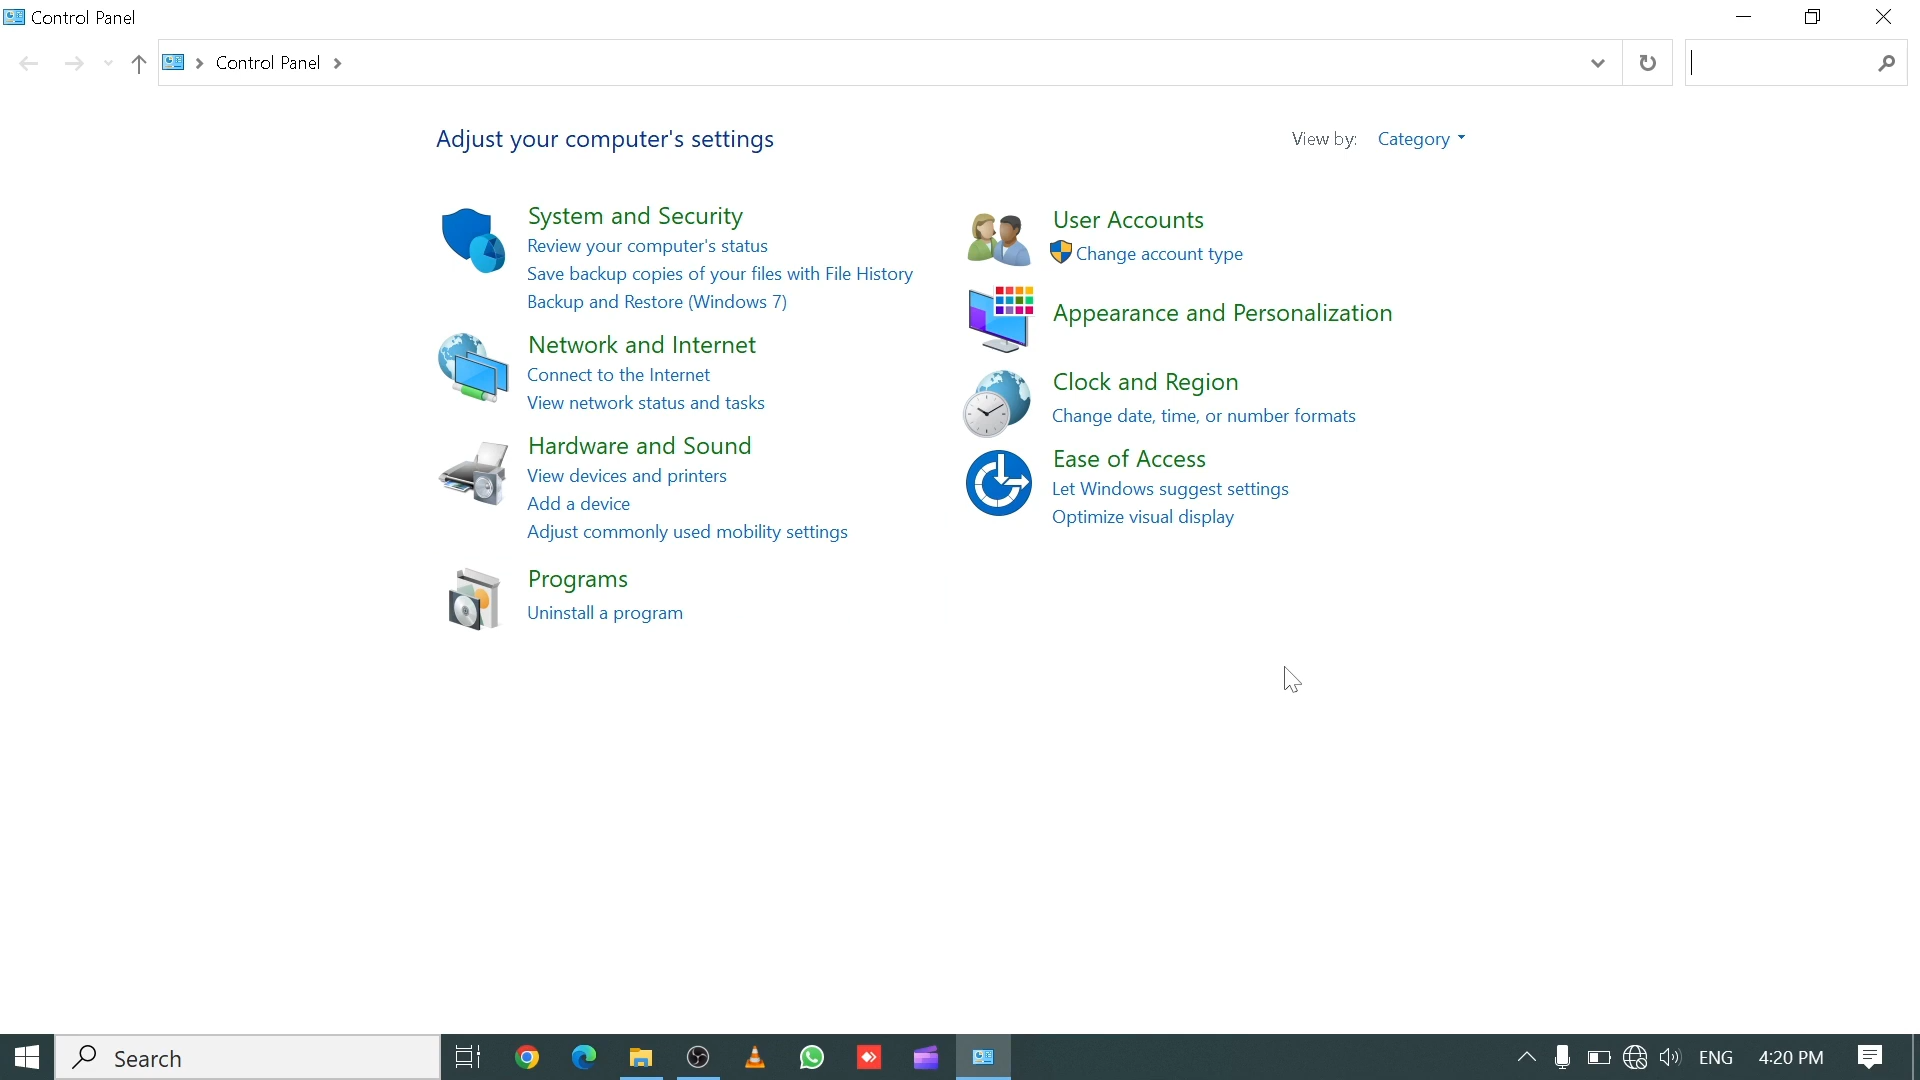 Control Panel
Control Panel
Adjust your computer's settings
View by: Category
System and Security
Review your computer's status
Save backup copies of your files with File History
Backup and Restore (Windows 7)
Network and Internet
Connect to the Internet
View network status and tasks
Hardware and Sound
View devices and printers
Add a device
Adjust commonly used mobility settings
Programs
Uninstall a program
User Accounts
Change account type
Appearance and Personalization
Clock and Region
Change date, time, or number formats
Ease of Access
Let Windows suggest settings
Optimize visual display
Search
ENG
4:20 PM